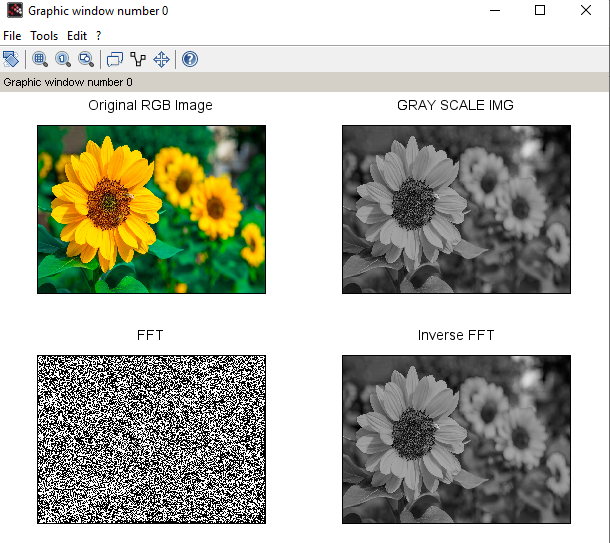 Graphic window number 0
File Tools Edit ?
Graphic window number 0
Original RGB Image
GRAY SCALE IMG
FFT
Inverse FFT